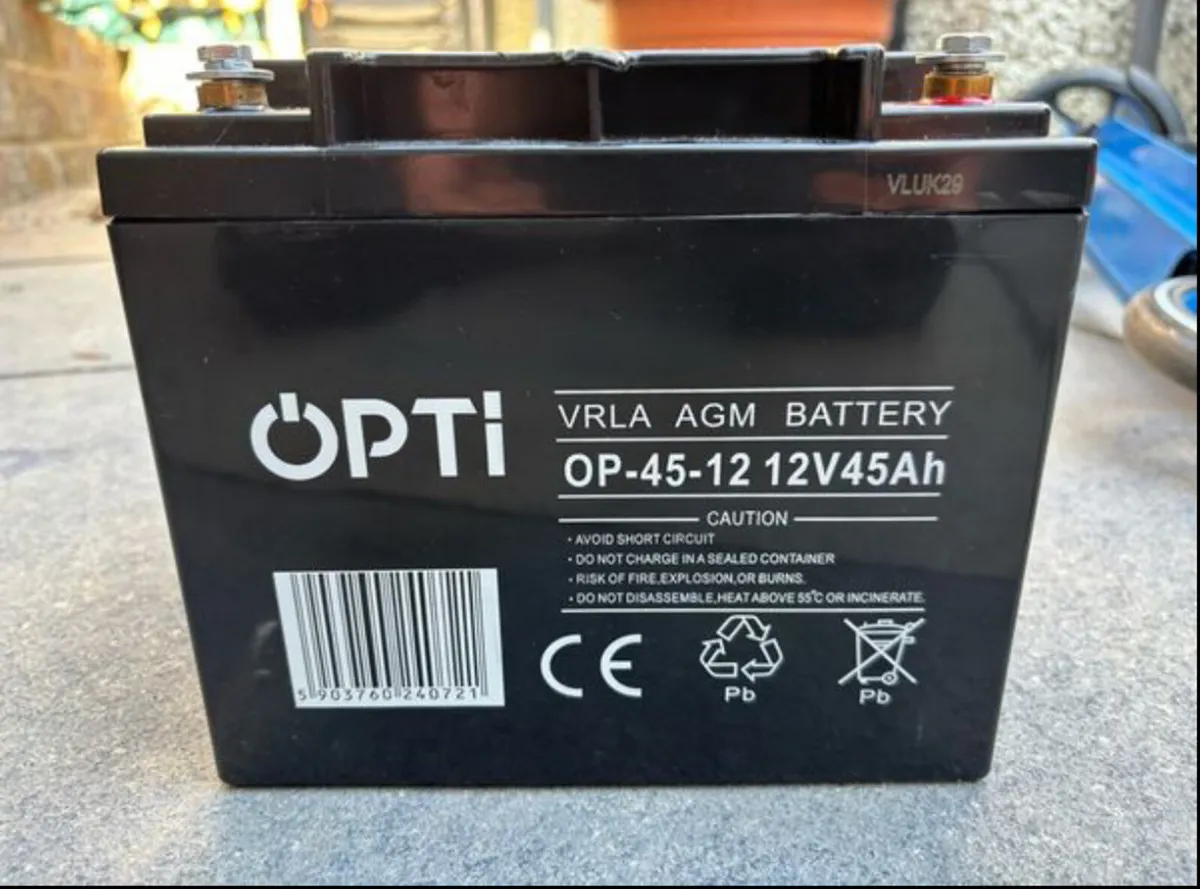 VLUK29
OPTi
VRLA AGM BATTERY
OP-45-12 12V45Ah
CAUTION
• AVOID SHORT CIRCUIT
• DO NOT CHARGE IN A SEALED CONTAINER
• RISK OF FIRE,EXPLOSION,OR BURNS.
• DO NOT DISASSEMBLE,HEAT ABOVE 55℃ OR INCINERATE.
5 903760 240721
CE
Pb
Pb